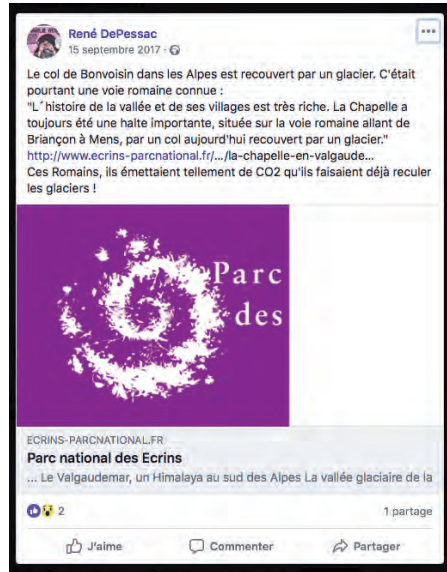 René DePessac
15 septembre 2017 ·
Le col de Bonvoisin dans les Alpes est recouvert par un glacier. C'était
pourtant une voie romaine connue :
"L´histoire de la vallée et de ses villages est très riche. La Chapelle a
toujours été une halte importante, située sur la voie romaine allant de
Briançon à Mens, par un col aujourd'hui recouvert par un glacier."
http://www.ecrins-parcnational.fr/.../la-chapelle-en-valgaude...
Ces Romains, ils émettaient tellement de CO2 qu'ils faisaient déjà reculer
les glaciers !
Parc
des
ECRINS-PARCNATIONAL.FR
Parc national des Ecrins
... Le Valgaudemar, un Himalaya au sud des Alpes La vallée glaciaire de la
2
1 partage
J'aime
Commenter
Partager